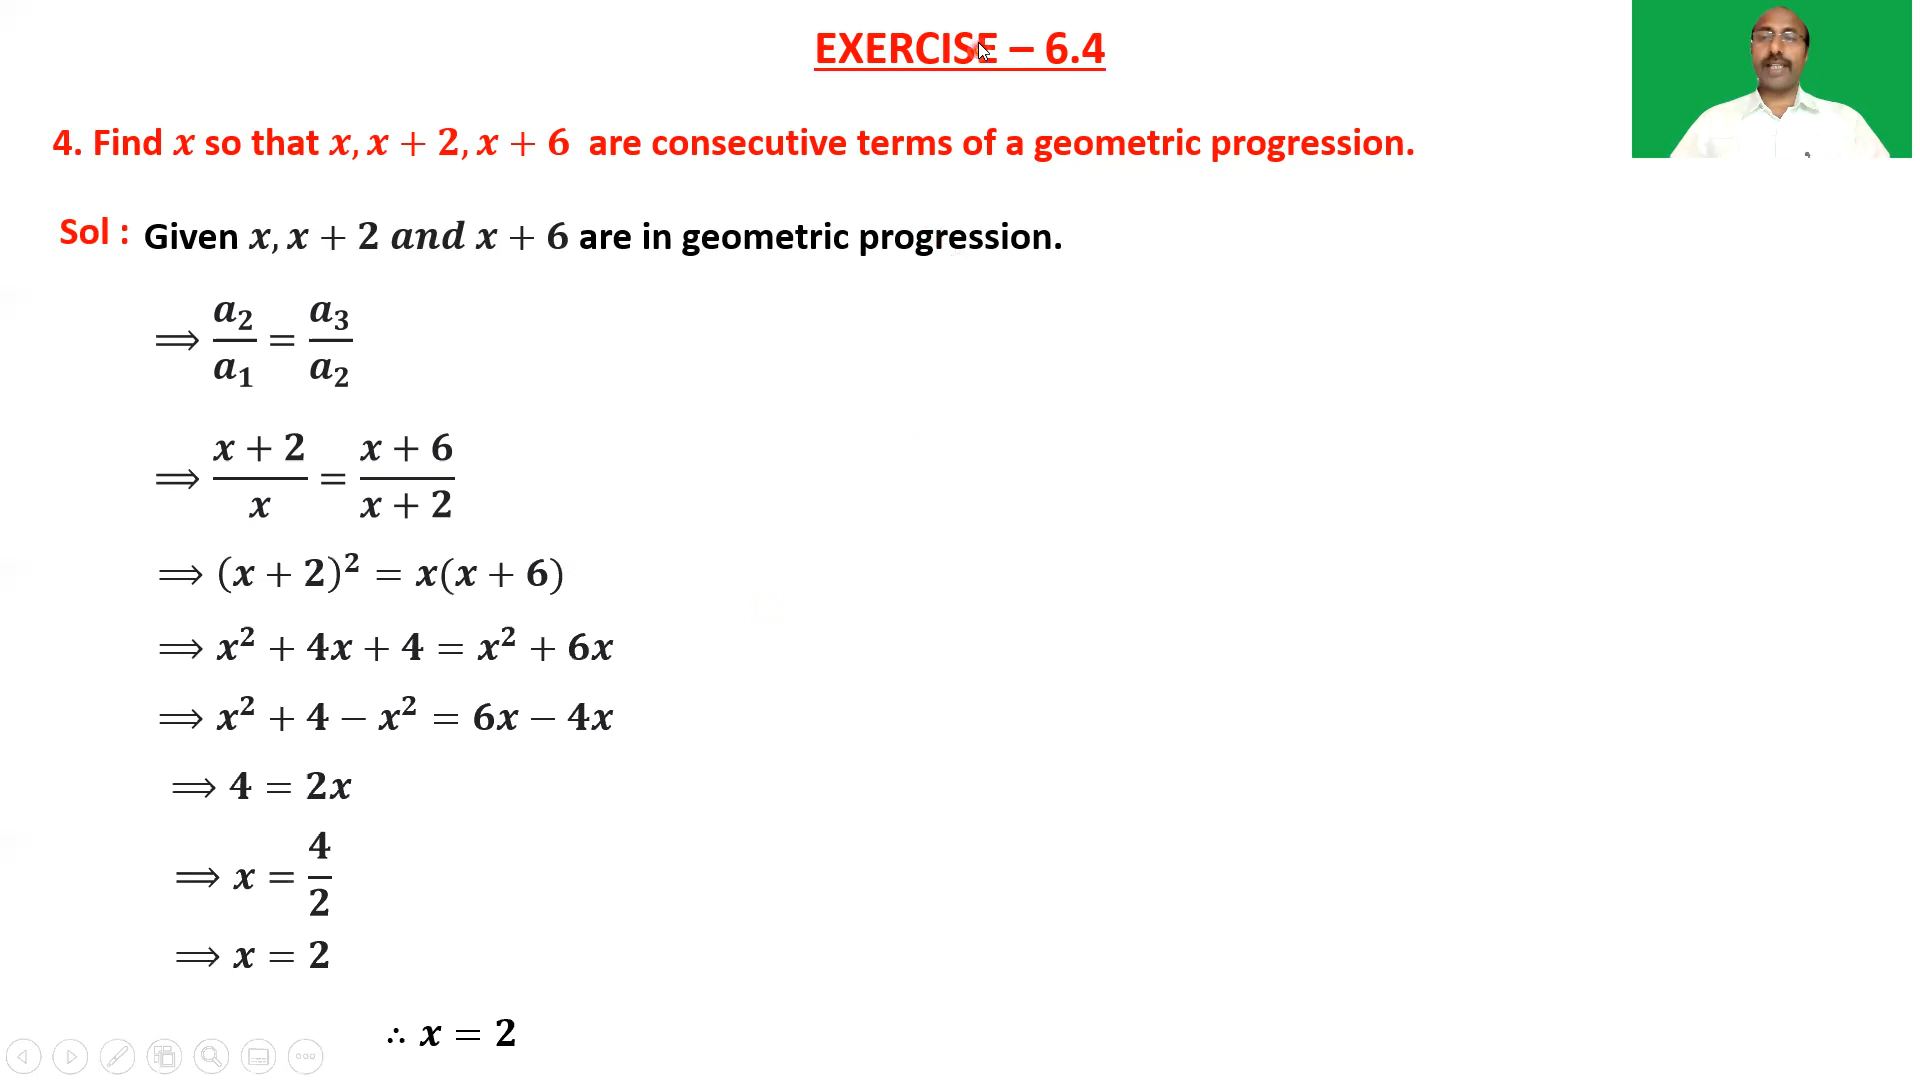 EXERCISE – 6.4
4. Find x so that x, x + 2, x + 6 are consecutive terms of a geometric progression.
Sol : Given x, x + 2 and x + 6 are in geometric progression.
⟹ a₂/a₁ = a₃/a₂
⟹ (x + 2)/x = (x + 6)/(x + 2)
⟹ (x + 2)² = x(x + 6)
⟹ x² + 4x + 4 = x² + 6x
⟹ x² + 4 − x² = 6x − 4x
⟹ 4 = 2x
⟹ x = 4/2
⟹ x = 2
∴ x = 2